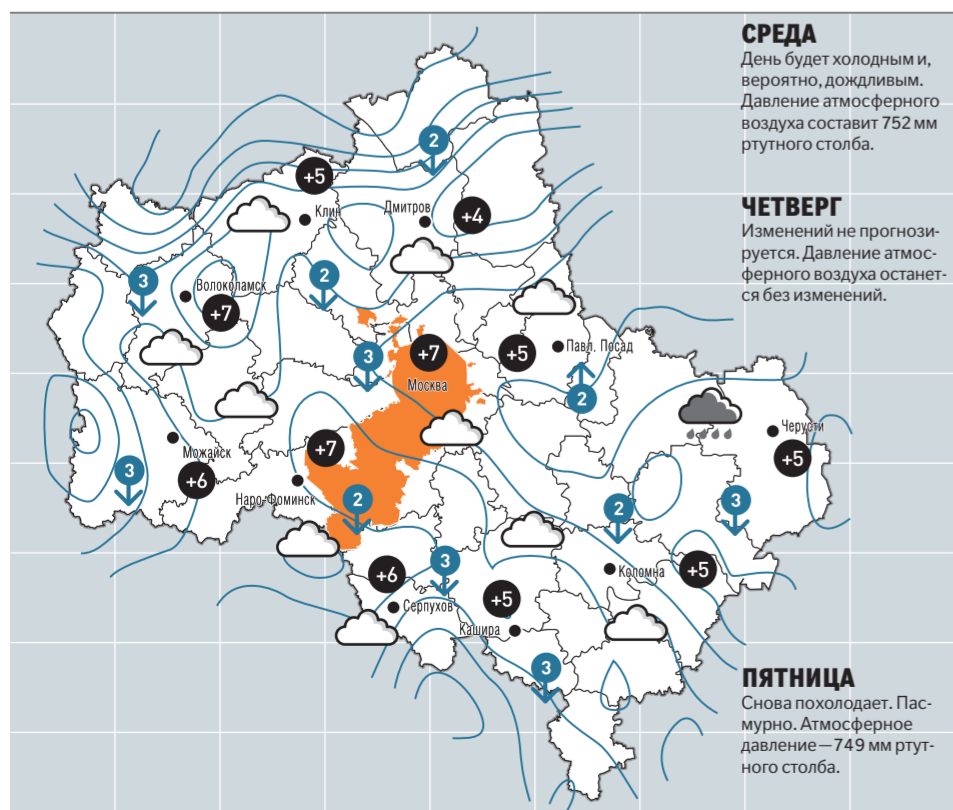 СРЕДА
День будет холодным и,
вероятно, дождливым.
Давление атмосферного
воздуха составит 752 мм
ртутного столба.
ЧЕТВЕРГ
Изменений не прогнози-
руется. Давление атмос-
ферного воздуха останет-
ся без изменений.
ПЯТНИЦА
Снова похолодает. Пас-
мурно. Атмосферное
давление — 749 мм ртут-
ного столба.
2
+5
Клин
Дмитров
+4
3
2
Волоколамск
+7
3
+7
Москва
+5
Павл. Посад
2
Черусти
+5
Можайск
+6
3
+7
Наро-Фоминск
2
2
3
+6
Серпухов
3
+5
Кашира
Коломна
+5
3